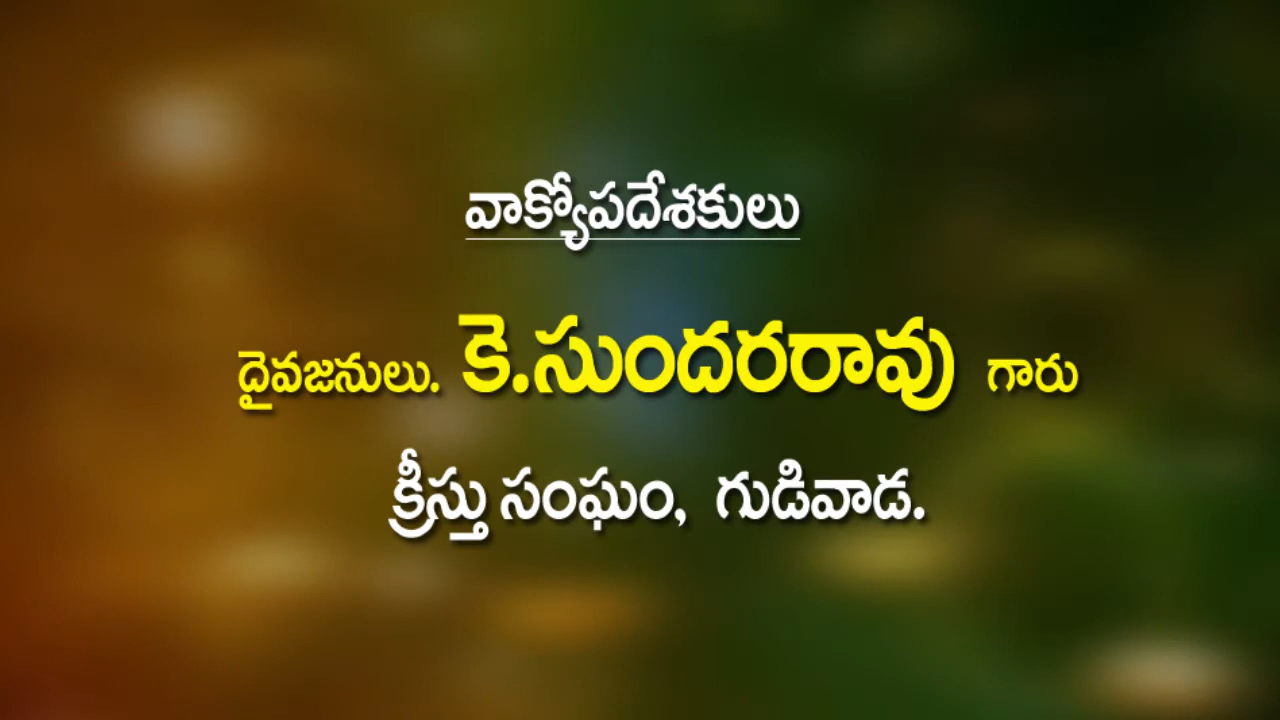 వాక్యోపదేశకులు
దైవజనులు. కె.సుందరరావు గారు
క్రీస్తు సంఘం, గుడివాడ.